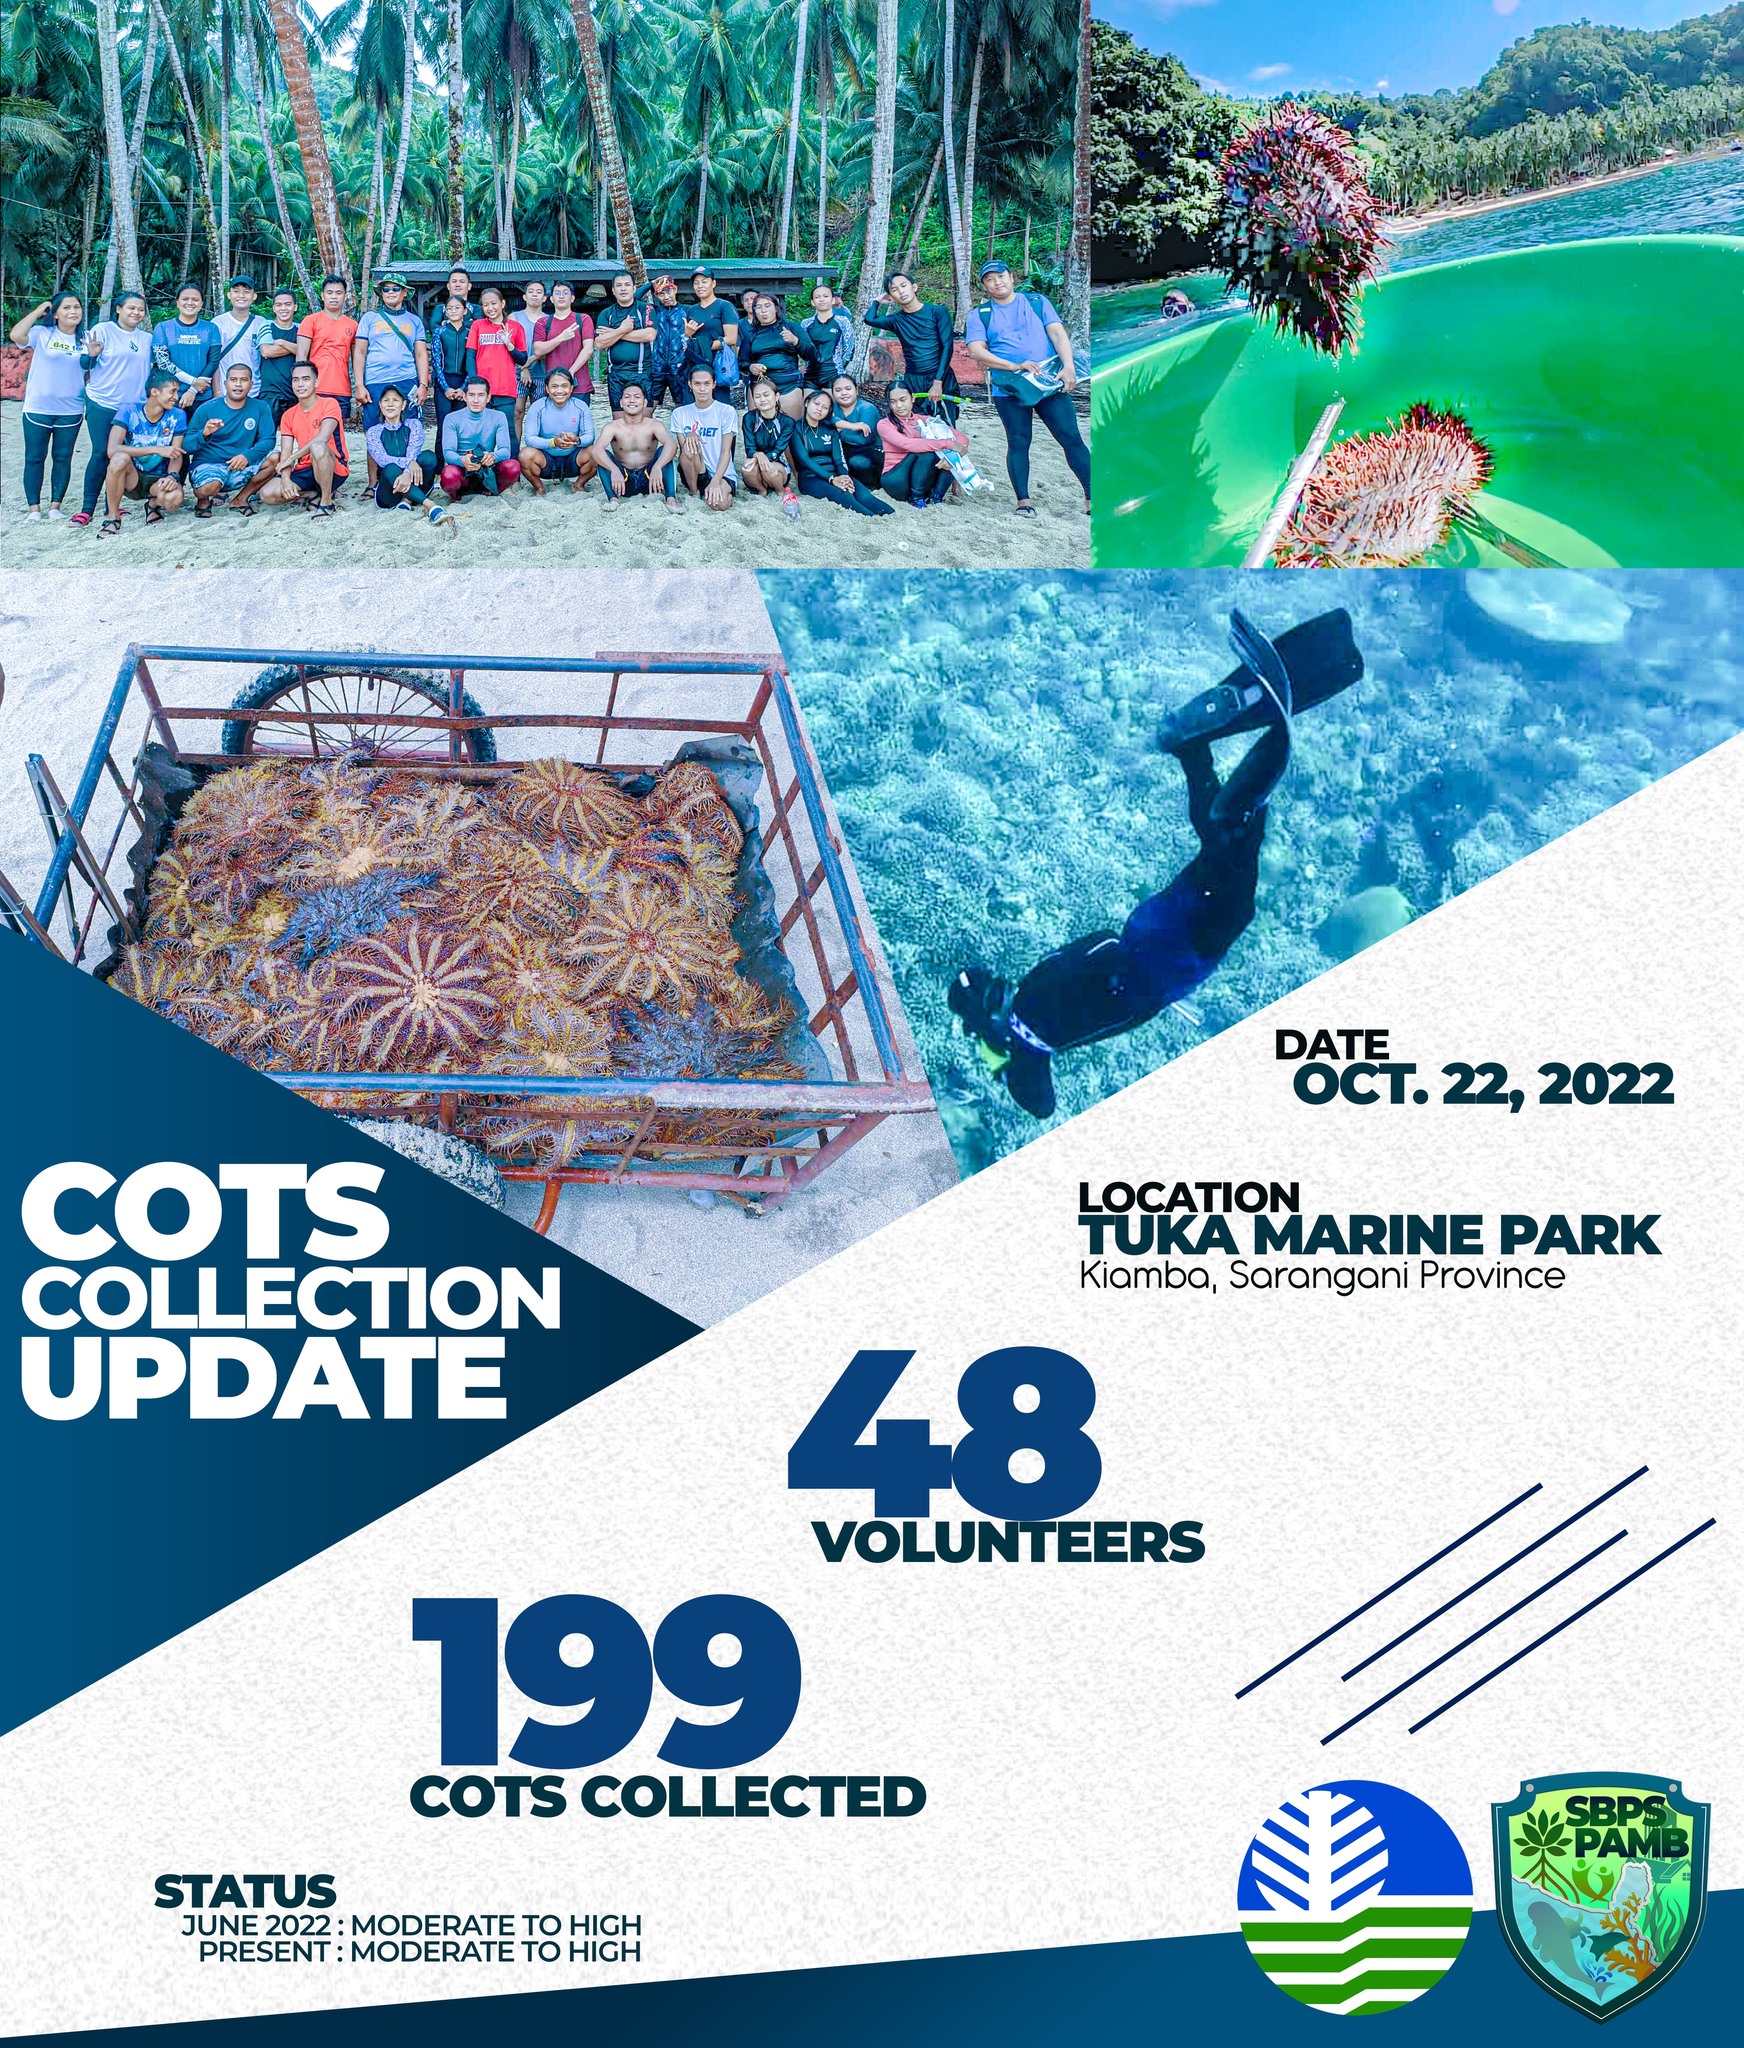 DATE
OCT. 22, 2022
LOCATION
TUKA MARINE PARK
Kiamba, Sarangani Province
COTS
COLLECTION
UPDATE
48
VOLUNTEERS
199
COTS COLLECTED
STATUS
JUNE 2022 : MODERATE TO HIGH
PRESENT : MODERATE TO HIGH
SBPS
PAMB